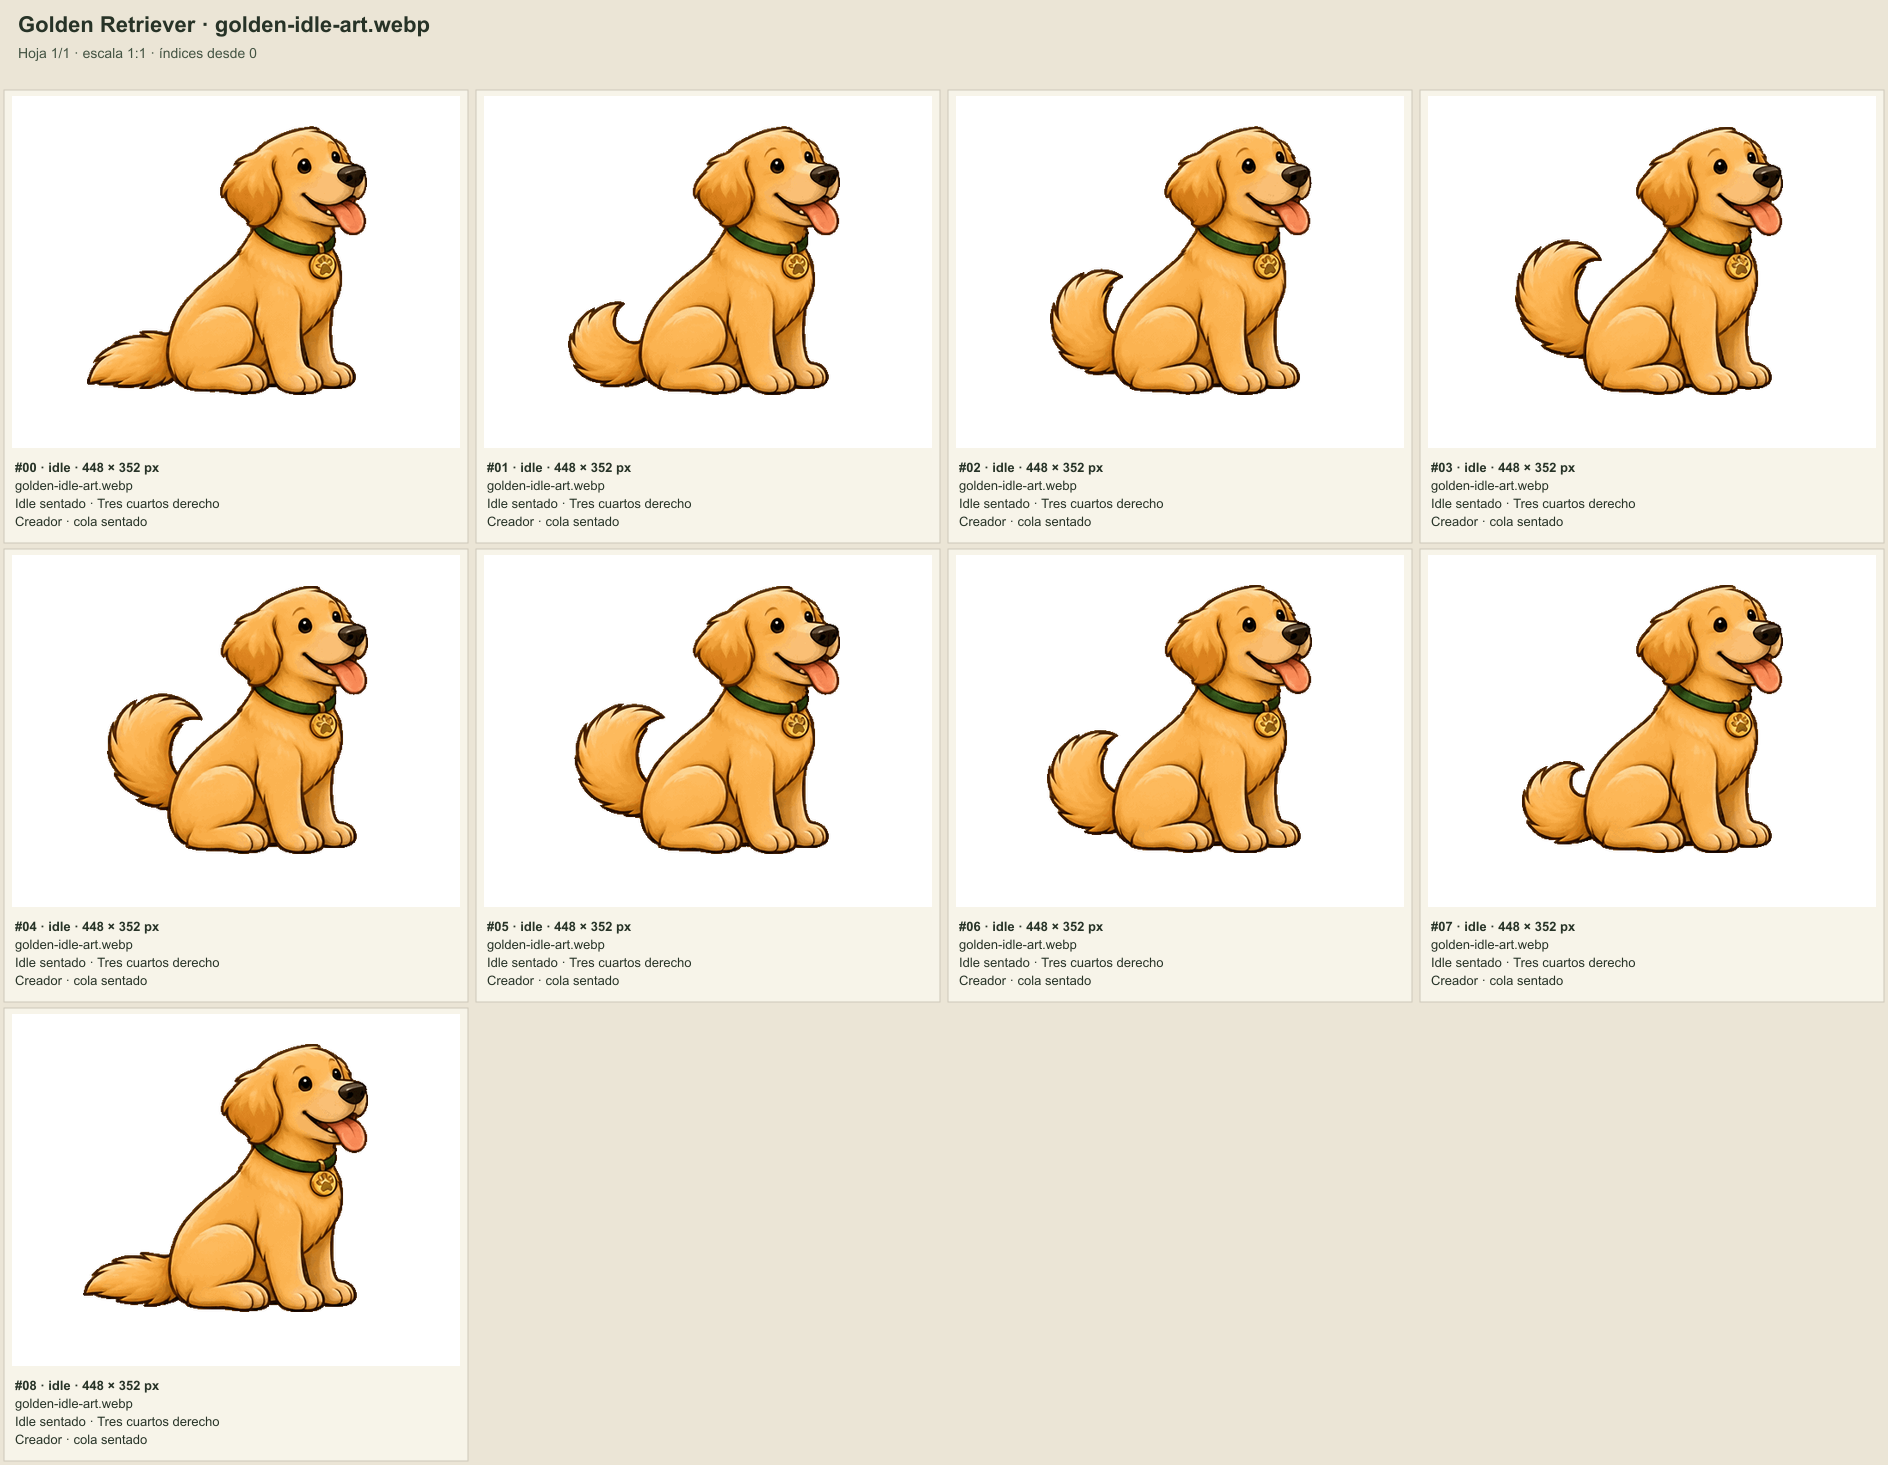 Golden Retriever · golden-idle-art.webp
Hoja 1/1 · escala 1:1 · índices desde 0
#00 · idle · 448 × 352 px
golden-idle-art.webp
Idle sentado · Tres cuartos derecho
Creador · cola sentado
#01 · idle · 448 × 352 px
golden-idle-art.webp
Idle sentado · Tres cuartos derecho
Creador · cola sentado
#02 · idle · 448 × 352 px
golden-idle-art.webp
Idle sentado · Tres cuartos derecho
Creador · cola sentado
#03 · idle · 448 × 352 px
golden-idle-art.webp
Idle sentado · Tres cuartos derecho
Creador · cola sentado
#04 · idle · 448 × 352 px
golden-idle-art.webp
Idle sentado · Tres cuartos derecho
Creador · cola sentado
#05 · idle · 448 × 352 px
golden-idle-art.webp
Idle sentado · Tres cuartos derecho
Creador · cola sentado
#06 · idle · 448 × 352 px
golden-idle-art.webp
Idle sentado · Tres cuartos derecho
Creador · cola sentado
#07 · idle · 448 × 352 px
golden-idle-art.webp
Idle sentado · Tres cuartos derecho
Creador · cola sentado
#08 · idle · 448 × 352 px
golden-idle-art.webp
Idle sentado · Tres cuartos derecho
Creador · cola sentado